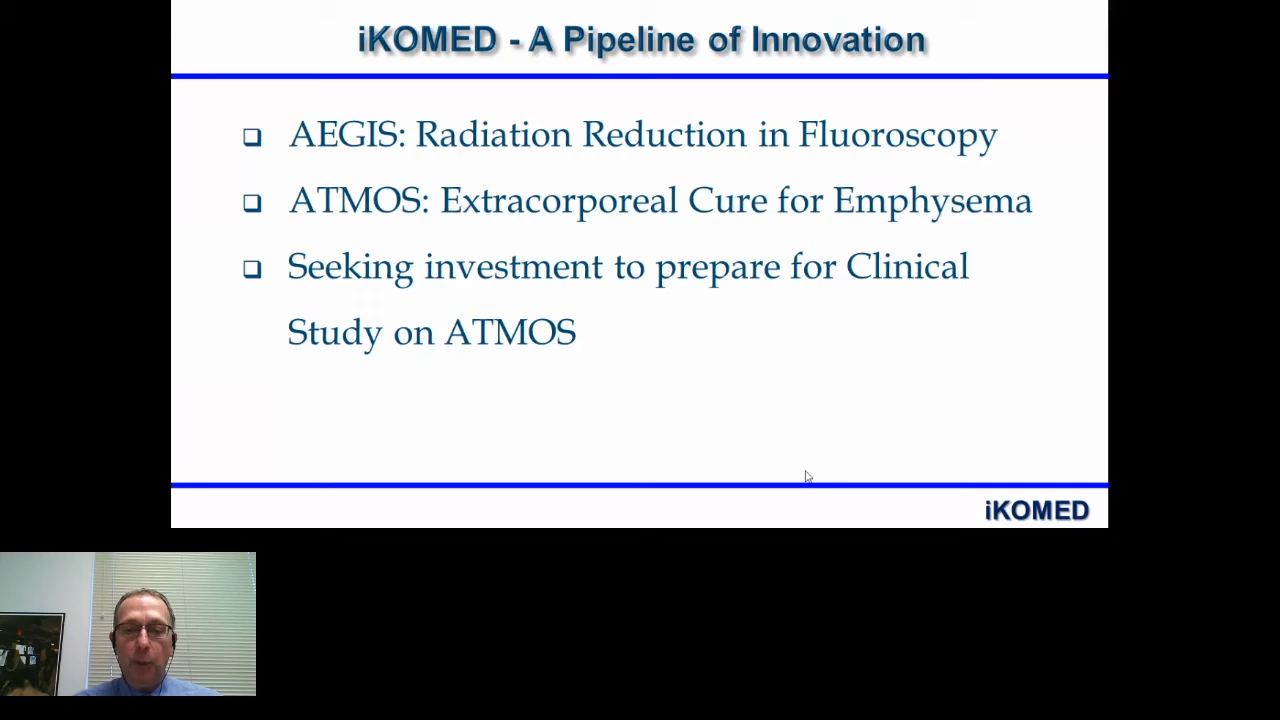 iKOMED - A Pipeline of Innovation
AEGIS: Radiation Reduction in Fluoroscopy
ATMOS: Extracorporeal Cure for Emphysema
Seeking investment to prepare for Clinical
Study on ATMOS
iKOMED